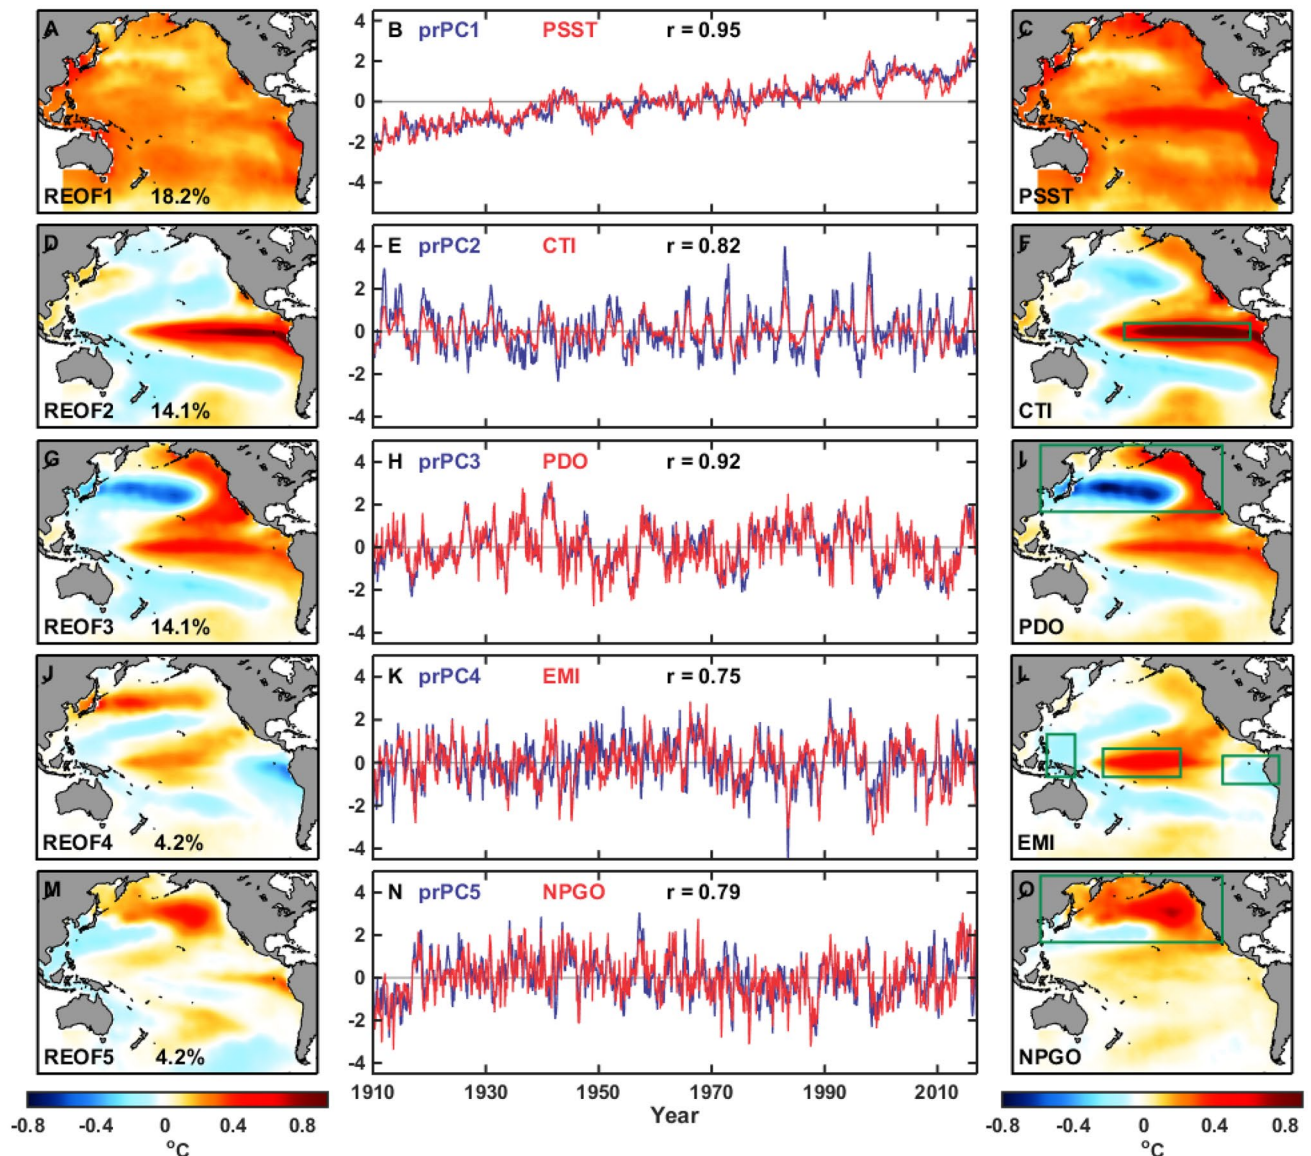 A
REOF1 18.2%
B prPC1 PSST r = 0.95
4
2
0
-2
-4
C
PSST
D
REOF2 14.1%
E prPC2 CTI r = 0.82
4
2
0
-2
-4
F
CTI
G
REOF3 14.1%
H prPC3 PDO r = 0.92
4
2
0
-2
-4
I
PDO
J
REOF4 4.2%
K prPC4 EMI r = 0.75
4
2
0
-2
-4
L
EMI
M
REOF5 4.2%
N prPC5 NPGO r = 0.79
4
2
0
-2
-4
O
NPGO
1910 1930 1950 1970 1990 2010
Year
-0.8 -0.4 0 0.4 0.8
°C
-0.8 -0.4 0 0.4 0.8
°C